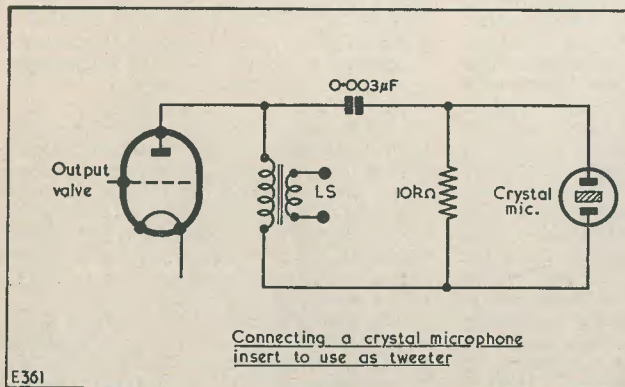 0·003μF
Output
valve
LS
10kΩ
Crystal
mic.
Connecting a crystal microphone
insert to use as tweeter
E361